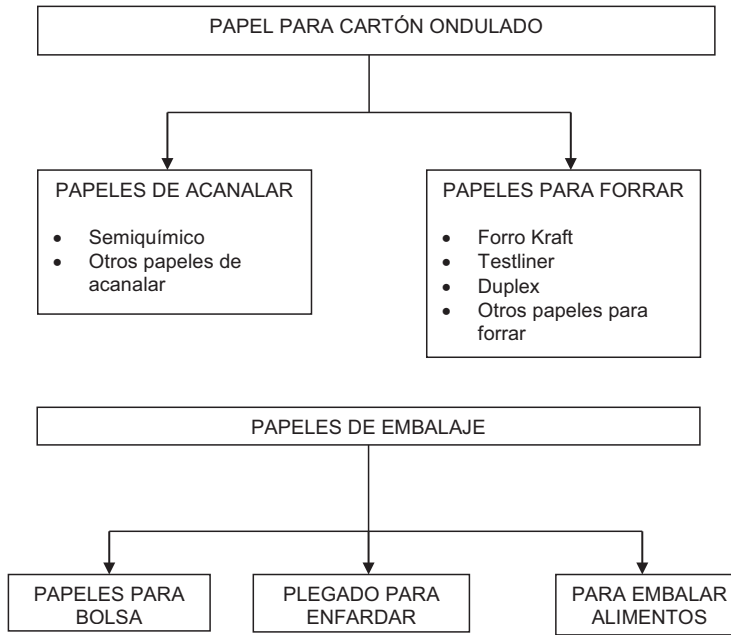 PAPEL PARA CARTÓN ONDULADO
PAPELES DE ACANALAR
• Semiquímico
• Otros papeles de
acanalar
PAPELES PARA FORRAR
• Forro Kraft
• Testliner
• Duplex
• Otros papeles para
forrar
PAPELES DE EMBALAJE
PAPELES PARA
BOLSA
PLEGADO PARA
ENFARDAR
PARA EMBALAR
ALIMENTOS